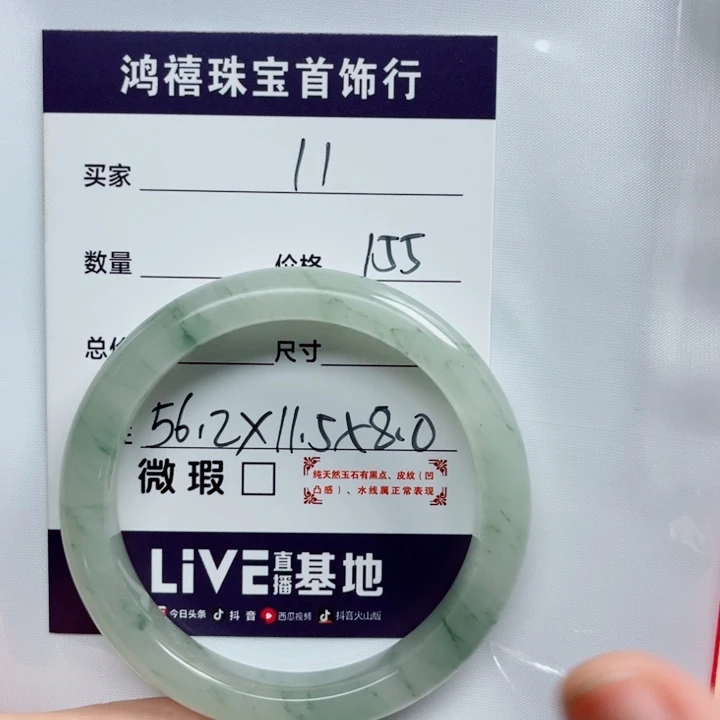 鸿禧珠宝首饰行
买家 11
数量 价格 155
总价 尺寸
56.2X11.5X8.0
微瑕 □
纯天然玉石有黑点、皮纹（凹
凸感）、水线属正常表现
LiVE直播基地
今日头条 抖音 西瓜视频 抖音火山版